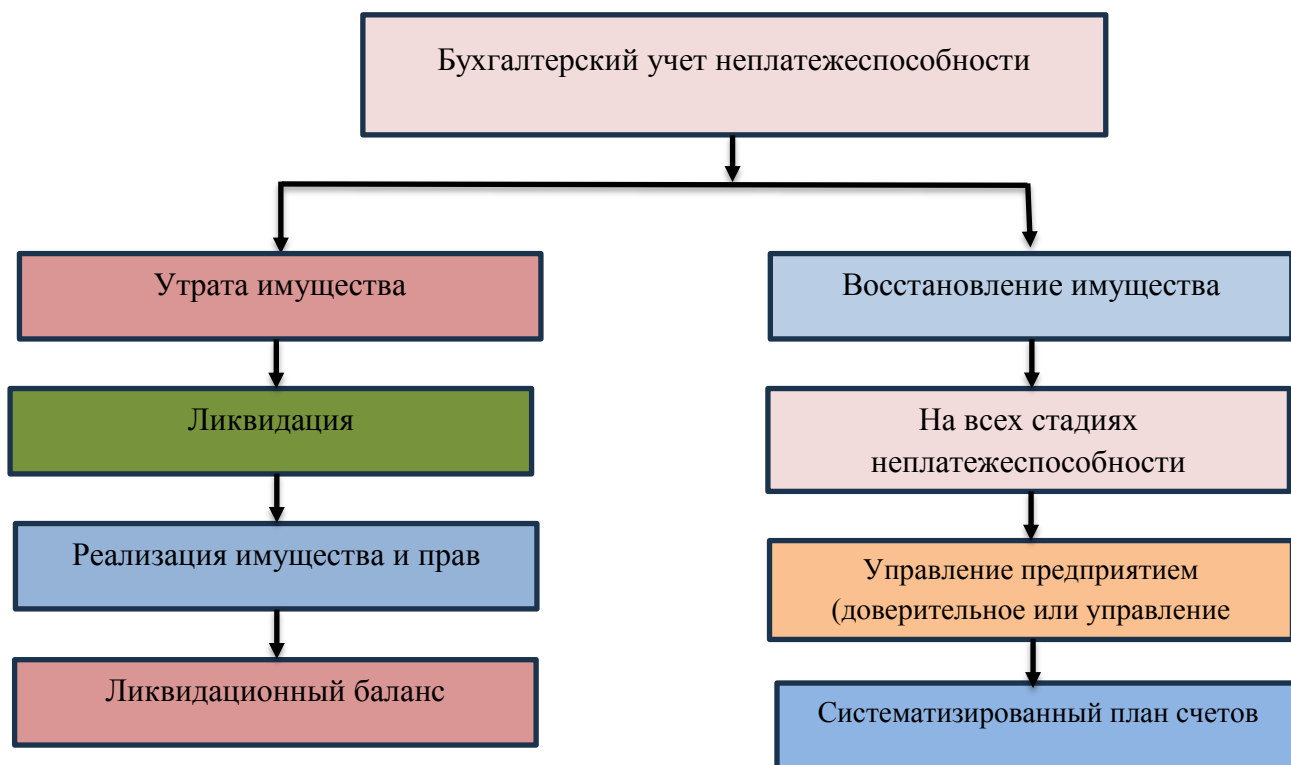 Бухгалтерский учет неплатежеспособности
Утрата имущества
Восстановление имущества
Ликвидация
На всех стадиях
неплатежеспособности
Реализация имущества и прав
Управление предприятием
(доверительное или управление
Ликвидационный баланс
Систематизированный план счетов